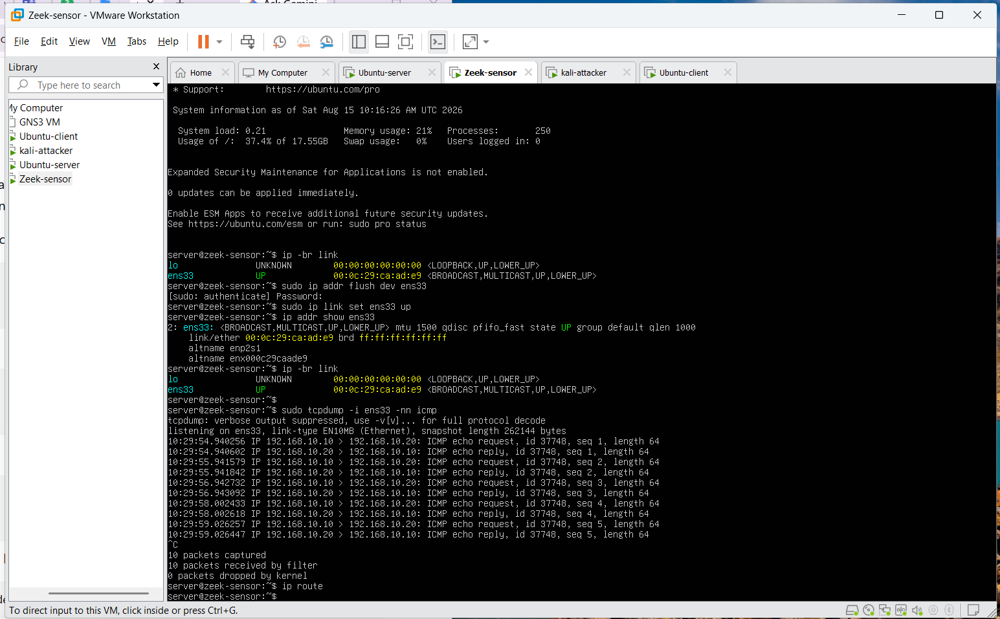 Zeek-sensor - VMware Workstation
File Edit View VM Tabs Help
Library
Type here to search
My Computer
GNS3 VM
Ubuntu-client
kali-attacker
Ubuntu-server
Zeek-sensor
Home My Computer Ubuntu-server Zeek-sensor kali-attacker Ubuntu-client
* Support: https://ubuntu.com/pro
System information as of Sat Aug 15 10:16:26 AM UTC 2026
System load: 0.21 Memory usage: 21% Processes: 250
Usage of /: 37.4% of 17.55GB Swap usage: 0% Users logged in: 0
Expanded Security Maintenance for Applications is not enabled.
0 updates can be applied immediately.
Enable ESM Apps to receive additional future security updates.
See https://ubuntu.com/esm or run: sudo pro status
server@zeek-sensor:~$ ip -br link
lo UNKNOWN 00:00:00:00:00:00 <LOOPBACK,UP,LOWER_UP>
ens33 UP 00:0c:29:ca:ad:e9 <BROADCAST,MULTICAST,UP,LOWER_UP>
server@zeek-sensor:~$ sudo ip addr flush dev ens33
[sudo: authenticate] Password:
server@zeek-sensor:~$ sudo ip link set ens33 up
server@zeek-sensor:~$ ip addr show ens33
2: ens33: <BROADCAST,MULTICAST,UP,LOWER_UP> mtu 1500 qdisc pfifo_fast state UP group default qlen 1000
link/ether 00:0c:29:ca:ad:e9 brd ff:ff:ff:ff:ff:ff
altname enp2s1
altname enx000c29caade9
server@zeek-sensor:~$ ip -br link
lo UNKNOWN 00:00:00:00:00:00 <LOOPBACK,UP,LOWER_UP>
ens33 UP 00:0c:29:ca:ad:e9 <BROADCAST,MULTICAST,UP,LOWER_UP>
server@zeek-sensor:~$
server@zeek-sensor:~$ sudo tcpdump -i ens33 -nn icmp
tcpdump: verbose output suppressed, use -v[v]... for full protocol decode
listening on ens33, link-type EN10MB (Ethernet), snapshot length 262144 bytes
10:29:54.940256 IP 192.168.10.10 > 192.168.10.20: ICMP echo request, id 37748, seq 1, length 64
10:29:54.940602 IP 192.168.10.20 > 192.168.10.10: ICMP echo reply, id 37748, seq 1, length 64
10:29:55.941579 IP 192.168.10.10 > 192.168.10.20: ICMP echo request, id 37748, seq 2, length 64
10:29:55.941842 IP 192.168.10.20 > 192.168.10.10: ICMP echo reply, id 37748, seq 2, length 64
10:29:56.942732 IP 192.168.10.10 > 192.168.10.20: ICMP echo request, id 37748, seq 3, length 64
10:29:56.943092 IP 192.168.10.20 > 192.168.10.10: ICMP echo reply, id 37748, seq 3, length 64
10:29:58.002433 IP 192.168.10.10 > 192.168.10.20: ICMP echo request, id 37748, seq 4, length 64
10:29:58.002618 IP 192.168.10.20 > 192.168.10.10: ICMP echo reply, id 37748, seq 4, length 64
10:29:59.026257 IP 192.168.10.10 > 192.168.10.20: ICMP echo request, id 37748, seq 5, length 64
10:29:59.026447 IP 192.168.10.20 > 192.168.10.10: ICMP echo reply, id 37748, seq 5, length 64
^C
10 packets captured
10 packets received by filter
0 packets dropped by kernel
server@zeek-sensor:~$ ip route
server@zeek-sensor:~$
To direct input to this VM, click inside or press Ctrl+G.